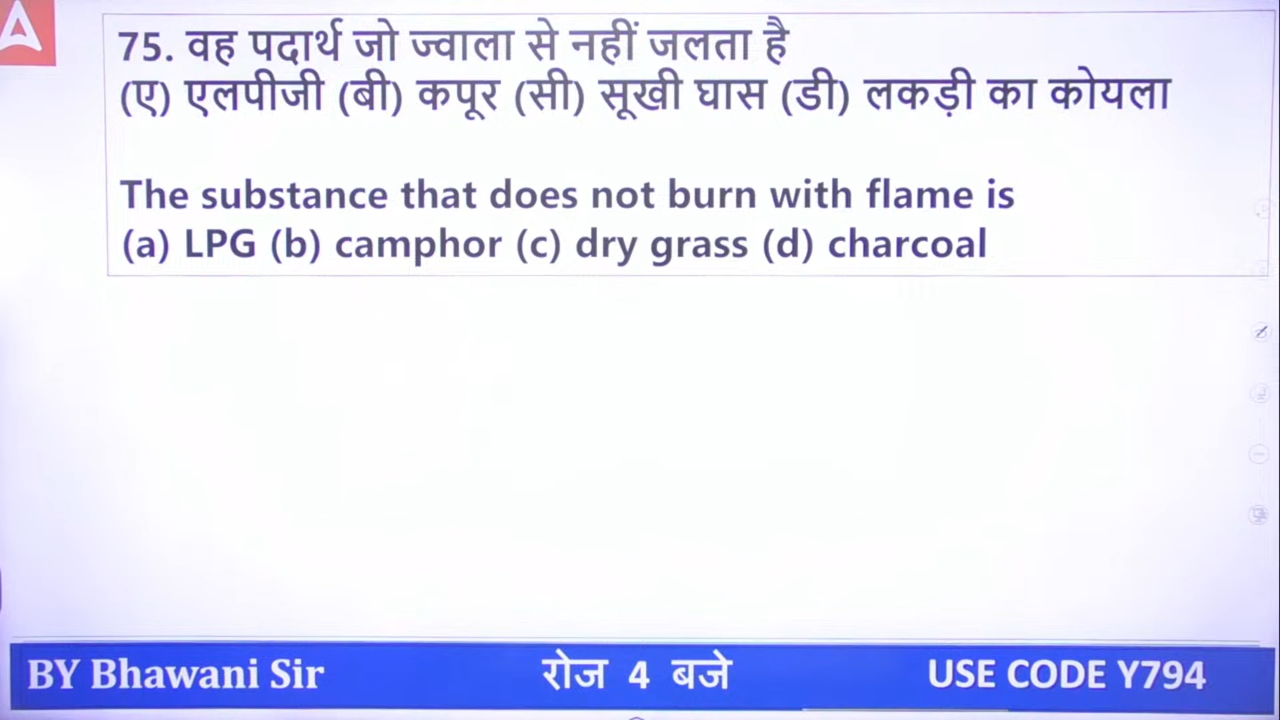 75. वह पदार्थ जो ज्वाला से नहीं जलता है
(ए) एलपीजी (बी) कपूर (सी) सूखी घास (डी) लकड़ी का कोयला
The substance that does not burn with flame is
(a) LPG (b) camphor (c) dry grass (d) charcoal
BY Bhawani Sir रोज 4 बजे USE CODE Y794